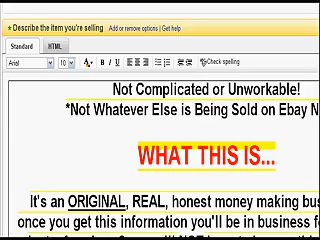 * Describe the item you're selling Add or remove options | Get help
Standard HTML
Arial 10 A B I U Check spelling
Not Complicated or Unworkable!
*Not Whatever Else is Being Sold on Ebay N
WHAT THIS IS...
It's an ORIGINAL, REAL, honest money making bus
once you get this information you'll be in business f